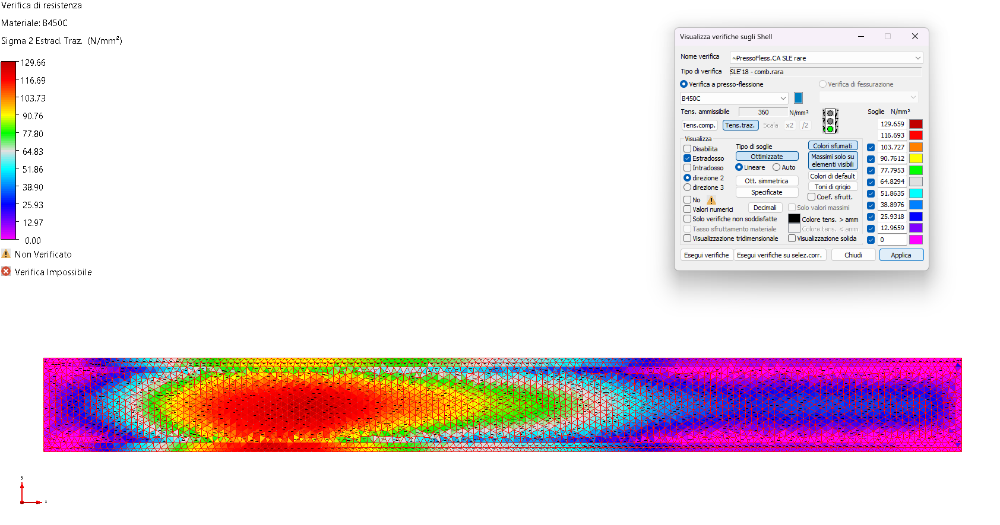 Verifica di resistenza
Materiale: B450C
Sigma 2 Estrad. Traz. (N/mm²)
129.66
116.69
103.73
90.76
77.80
64.83
51.86
38.90
25.93
12.97
0.00
Non Verificato
Verifica Impossibile
Visualizza verifiche sugli Shell
Nome verifica ~PressoFless.CA SLE rare
Tipo di verifica SLE'18 - comb.rara
Verifica a presso-flessione Verifica di fessurazione
B450C
Tens. ammissibile 360 N/mm² Soglie N/mm²
Tens.comp. Tens.traz. Scala x2 /2
Visualizza
Disabilita
Estradosso
Intradosso
direzione 2
direzione 3
No
Valori numerici
Solo verifiche non soddisfatte
Tasso sfruttamento materiale
Visualizzazione tridimensionale
Tipo di soglie
Ottimizzate
Lineare Auto
Ott. simmetrica
Specificate
Decimali
Colori sfumati
Massimi solo su
elementi visibili
Colori di default
Toni di grigio
Coef. sfrutt.
Solo valori massimi
Colore tens. > amm
Colore tens. < amm
Visualizzazione solida
129.659
116.693
103.727
90.7612
77.7953
64.8294
51.8635
38.8976
25.9318
12.9659
0
Esegui verifiche Esegui verifiche su selez.corr. Chiudi Applica
y
x